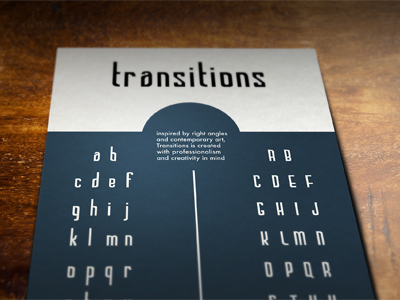 transitions
inspired by right angles
and contemporary art,
Transitions is created
with professionalism
and creativity in mind
a b
c d e f
g h i j
k l m n
o p q r
A B
C D E F
G H I J
K L M N
O P Q R
S T U V